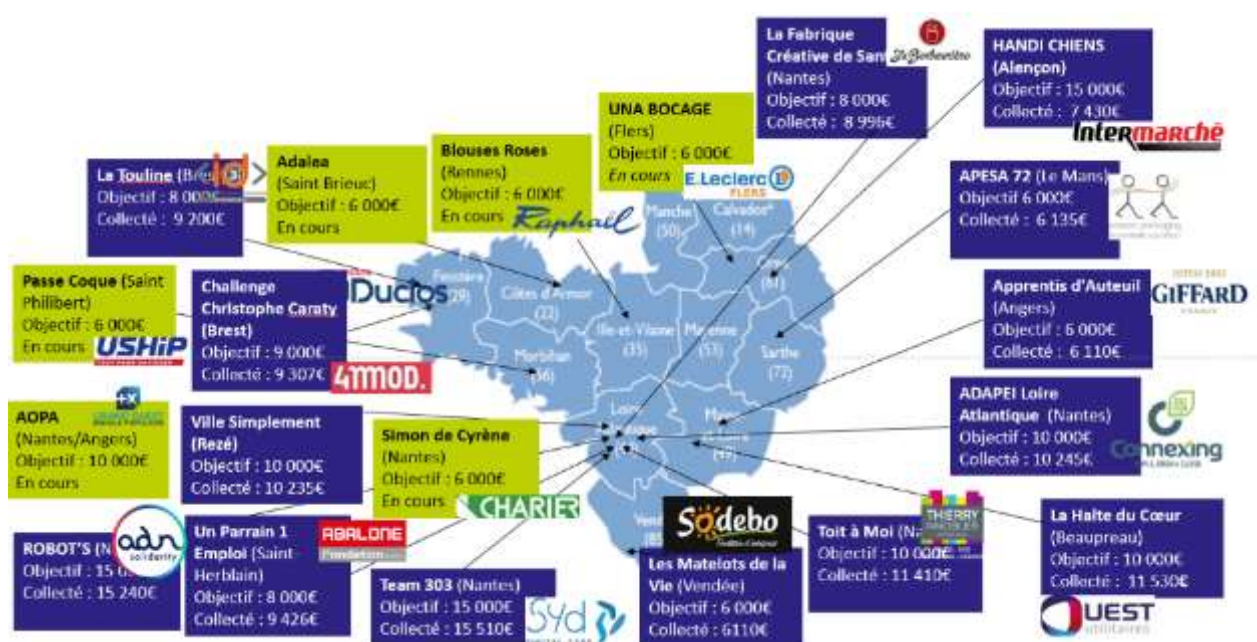 La Fabrique
Créative de
(Nantes)
Objectif : 8 000€
Collecté : 8 996€
HANDI CHIENS
(Alençon)
Objectif : 15 000€
Collecté : 7 430€
Intermarché
UNA BOCAGE
(Flers)
Objectif : 6 000€
En cours
E.Leclerc
FLERS
Blouses Roses
(Rennes)
Objectif : 6 000€
En cours
Raphaël
Adalea
(Saint Brieuc)
Objectif : 6 000€
En cours
La Touline
Objectif : 8 000€
Collecté : 9 200€
APESA 72 (Le Mans)
Objectif 6 000€
Collecté : 6 135€
Manche
(50)
Calvados*
(14)
Orne
(61)
Finistère
(29)
Côtes d'Armor
(22)
Ille-et-Vilaine
(35)
Mayenne
(53)
Sarthe
(72)
Morbihan
(56)
Loire
Passe Coque (Saint
Philibert)
Objectif : 6 000€
En cours
USHIP
Challenge
Christophe Caraty
(Brest)
Objectif : 9 000€
Collecté : 9 307€
Duclos
4MOD.
Apprentis d'Auteuil
(Angers)
Objectif : 6 000€
Collecté : 6 110€
GIFFARD
AOPA
(Nantes/Angers)
Objectif : 10 000€
En cours
Ville Simplement
(Rezé)
Objectif : 10 000€
Collecté : 10 235€
Simon de Cyrène
(Nantes)
Objectif : 6 000€
En cours
CHARIER
ADAPEI Loire
Atlantique (Nantes)
Objectif : 10 000€
Collecté : 10 245€
Connexing
ROBOT'S
Objectif :
Collecté : 15 240€
adn
solidarity
Un Parrain 1
Emploi (Saint-
Herblain)
Objectif : 8 000€
Collecté : 9 426€
ABALONE
Fondation
Team 303 (Nantes)
Objectif : 15 000€
Collecté : 15 510€
Syd
Sodebo
Les Matelots de la
Vie (Vendée)
Objectif : 6 000€
Collecté : 6110€
Toit à Moi
Objectif : 10 000€
Collecté : 11 410€
THIERRY
La Halte du Cœur
(Beaupreau)
Objectif : 10 000€
Collecté : 11 530€
OUEST
utilitaires